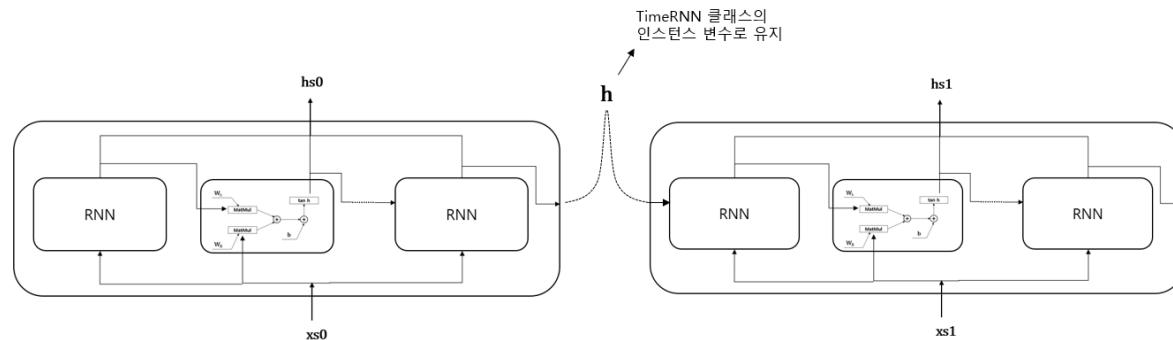 TimeRNN 클래스의
인스턴스 변수로 유지
h
hs0
hs1
RNN
MatMul
MatMul
tan h
b
RNN
RNN
MatMul
MatMul
tan h
b
RNN
xs0
xs1